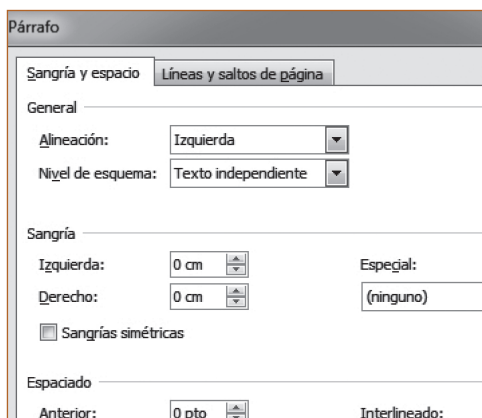 Párrafo
Sangría y espacio Líneas y saltos de página
General
Alineación: Izquierda
Nivel de esquema: Texto independiente
Sangría
Izquierda: 0 cm Especial:
Derecho: 0 cm (ninguno)
Sangrías simétricas
Espaciado
Anterior: 0 pto Interlineado: